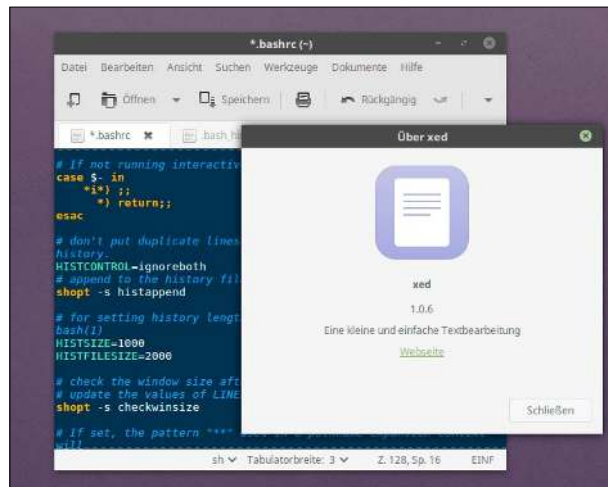 *.bashrc (~)
Datei Bearbeiten Ansicht Suchen Werkzeuge Dokumente Hilfe
Öffnen Speichern Rückgängig
*.bashrc .bash_hi
# If not running interactiv
case $- in
*i*) ;;
*) return;;
esac
# don't put duplicate lines
history.
HISTCONTROL=ignoreboth
# append to the history fil
shopt -s histappend
# for setting history lengt
bash(1)
HISTSIZE=1000
HISTFILESIZE=2000
# check the window size aft
# update the values of LINE
shopt -s checkwinsize
# If set, the pattern "**"
will
sh Tabulatorbreite: 3 Z. 128, Sp. 16 EINF
Über xed
xed
1.0.6
Eine kleine und einfache Textbearbeitung
Webseite
Schließen